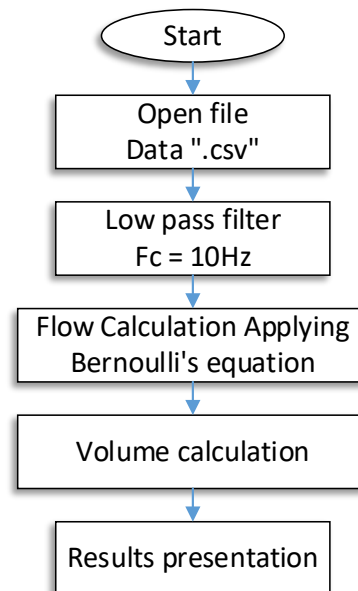 Start
Open file
Data ".csv"
Low pass filter
Fc = 10Hz
Flow Calculation Applying
Bernoulli's equation
Volume calculation
Results presentation